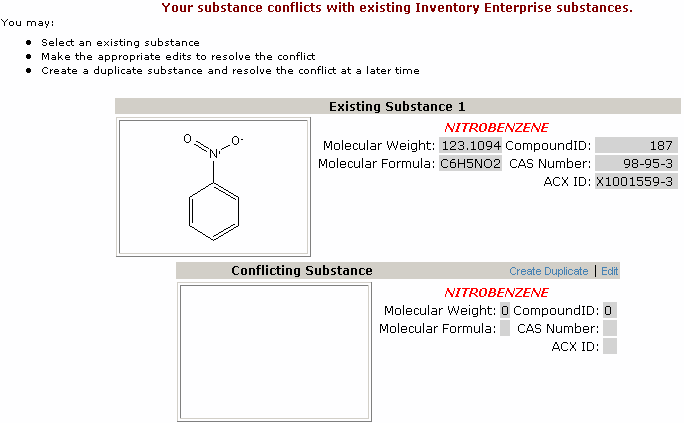 Your substance conflicts with existing Inventory Enterprise substances.
You may:
Select an existing substance
Make the appropriate edits to resolve the conflict
Create a duplicate substance and resolve the conflict at a later time
Existing Substance 1
NITROBENZENE
Molecular Weight: 123.1094 CompoundID: 187
Molecular Formula: C6H5NO2 CAS Number: 98-95-3
ACX ID: X1001559-3
O O-
N+
Conflicting Substance Create Duplicate | Edit
NITROBENZENE
Molecular Weight: 0 CompoundID: 0
Molecular Formula: CAS Number:
ACX ID: